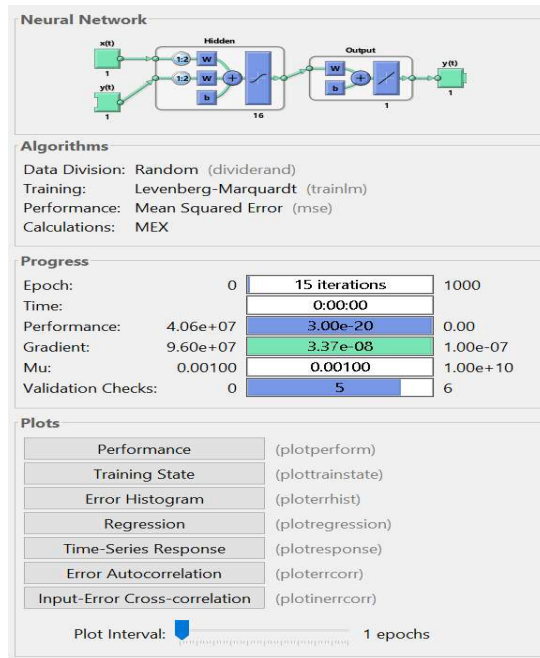 Neural Network
Hidden
Output
x(t)
1
1:2
W
y(t)
1
1:2
W
b
+
16
W
b
+
1
y(t)
1
Algorithms
Data Division: Random (dividerand)
Training: Levenberg-Marquardt (trainlm)
Performance: Mean Squared Error (mse)
Calculations: MEX
Progress
Epoch: 0 15 iterations 1000
Time: 0:00:00
Performance: 4.06e+07 3.00e-20 0.00
Gradient: 9.60e+07 3.37e-08 1.00e-07
Mu: 0.00100 0.00100 1.00e+10
Validation Checks: 0 5 6
Plots
Performance (plotperform)
Training State (plottrainstate)
Error Histogram (ploterrhist)
Regression (plotregression)
Time-Series Response (plotresponse)
Error Autocorrelation (ploterrcorr)
Input-Error Cross-correlation (plotinerrcorr)
Plot Interval: 1 epochs